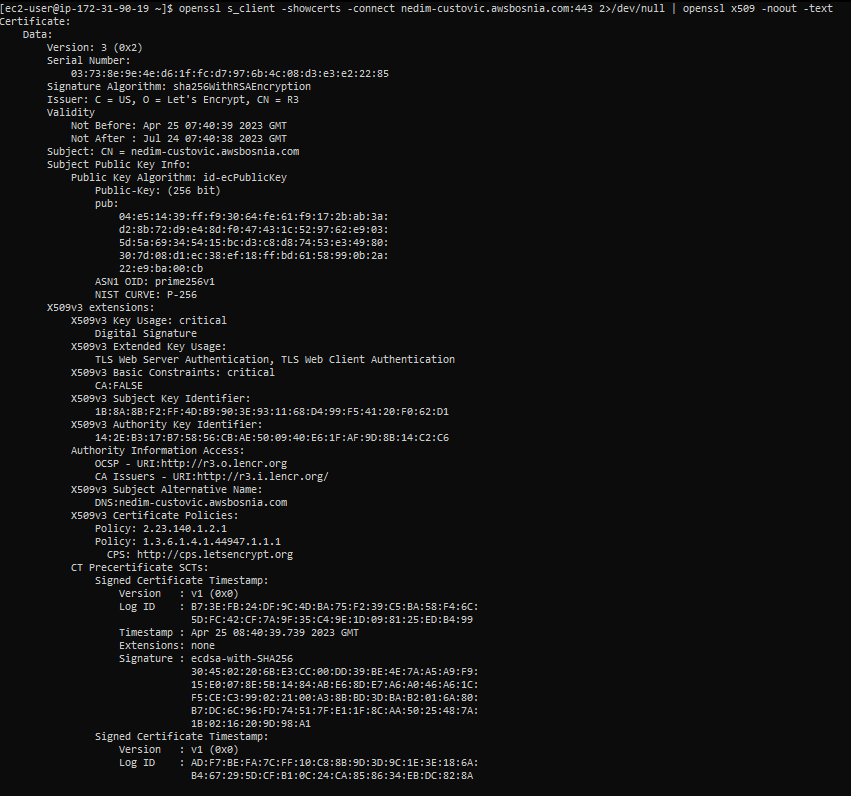 [ec2-user@ip-172-31-90-19 ~]$ openssl s_client -showcerts -connect nedim-custovic.awsbosnia.com:443 2>/dev/null | openssl x509 -noout -text
Certificate:
    Data:
        Version: 3 (0x2)
        Serial Number:
            03:73:8e:9e:4e:d6:1f:fc:d7:97:6b:4c:08:d3:e3:e2:22:85
        Signature Algorithm: sha256WithRSAEncryption
        Issuer: C = US, O = Let's Encrypt, CN = R3
        Validity
            Not Before: Apr 25 07:40:39 2023 GMT
            Not After : Jul 24 07:40:38 2023 GMT
        Subject: CN = nedim-custovic.awsbosnia.com
        Subject Public Key Info:
            Public Key Algorithm: id-ecPublicKey
                Public-Key: (256 bit)
                pub:
                    04:e5:14:39:ff:f9:30:64:fe:61:f9:17:2b:ab:3a:
                    d2:8b:72:d9:e4:8d:f0:47:43:1c:52:97:62:e9:03:
                    5d:5a:69:34:54:15:bc:d3:c8:d8:74:53:e3:49:80:
                    30:7d:08:d1:ec:38:ef:18:ff:bd:61:58:99:0b:2a:
                    22:e9:ba:00:cb
                ASN1 OID: prime256v1
                NIST CURVE: P-256
        X509v3 extensions:
            X509v3 Key Usage: critical
                Digital Signature
            X509v3 Extended Key Usage:
                TLS Web Server Authentication, TLS Web Client Authentication
            X509v3 Basic Constraints: critical
                CA:FALSE
            X509v3 Subject Key Identifier:
                1B:8A:8B:F2:FF:4D:B9:90:3E:93:11:68:D4:99:F5:41:20:F0:62:D1
            X509v3 Authority Key Identifier:
                14:2E:B3:17:B7:58:56:CB:AE:50:09:40:E6:1F:AF:9D:8B:14:C2:C6
            Authority Information Access:
                OCSP - URI:http://r3.o.lencr.org
                CA Issuers - URI:http://r3.i.lencr.org/
            X509v3 Subject Alternative Name:
                DNS:nedim-custovic.awsbosnia.com
            X509v3 Certificate Policies:
                Policy: 2.23.140.1.2.1
                Policy: 1.3.6.1.4.1.44947.1.1.1
                  CPS: http://cps.letsencrypt.org
            CT Precertificate SCTs:
                Signed Certificate Timestamp:
                    Version   : v1 (0x0)
                    Log ID    : B7:3E:FB:24:DF:9C:4D:BA:75:F2:39:C5:BA:58:F4:6C:
                                5D:FC:42:CF:7A:9F:35:C4:9E:1D:09:81:25:ED:B4:99
                    Timestamp : Apr 25 08:40:39.739 2023 GMT
                    Extensions: none
                    Signature : ecdsa-with-SHA256
                                30:45:02:20:6B:E3:CC:00:DD:39:BE:4E:7A:A5:A9:F9:
                                15:E0:07:8E:5B:14:84:AB:E6:8D:E7:A6:A0:46:A6:1C:
                                F5:CE:C3:99:02:21:00:A3:8B:BD:3D:BA:B2:01:6A:80:
                                B7:DC:6C:96:FD:74:51:7F:E1:1F:8C:AA:50:25:48:7A:
                                1B:02:16:20:9D:98:A1
                Signed Certificate Timestamp:
                    Version   : v1 (0x0)
                    Log ID    : AD:F7:BE:FA:7C:FF:10:C8:8B:9D:3D:9C:1E:3E:18:6A:
                                B4:67:29:5D:CF:B1:0C:24:CA:85:86:34:EB:DC:82:8A